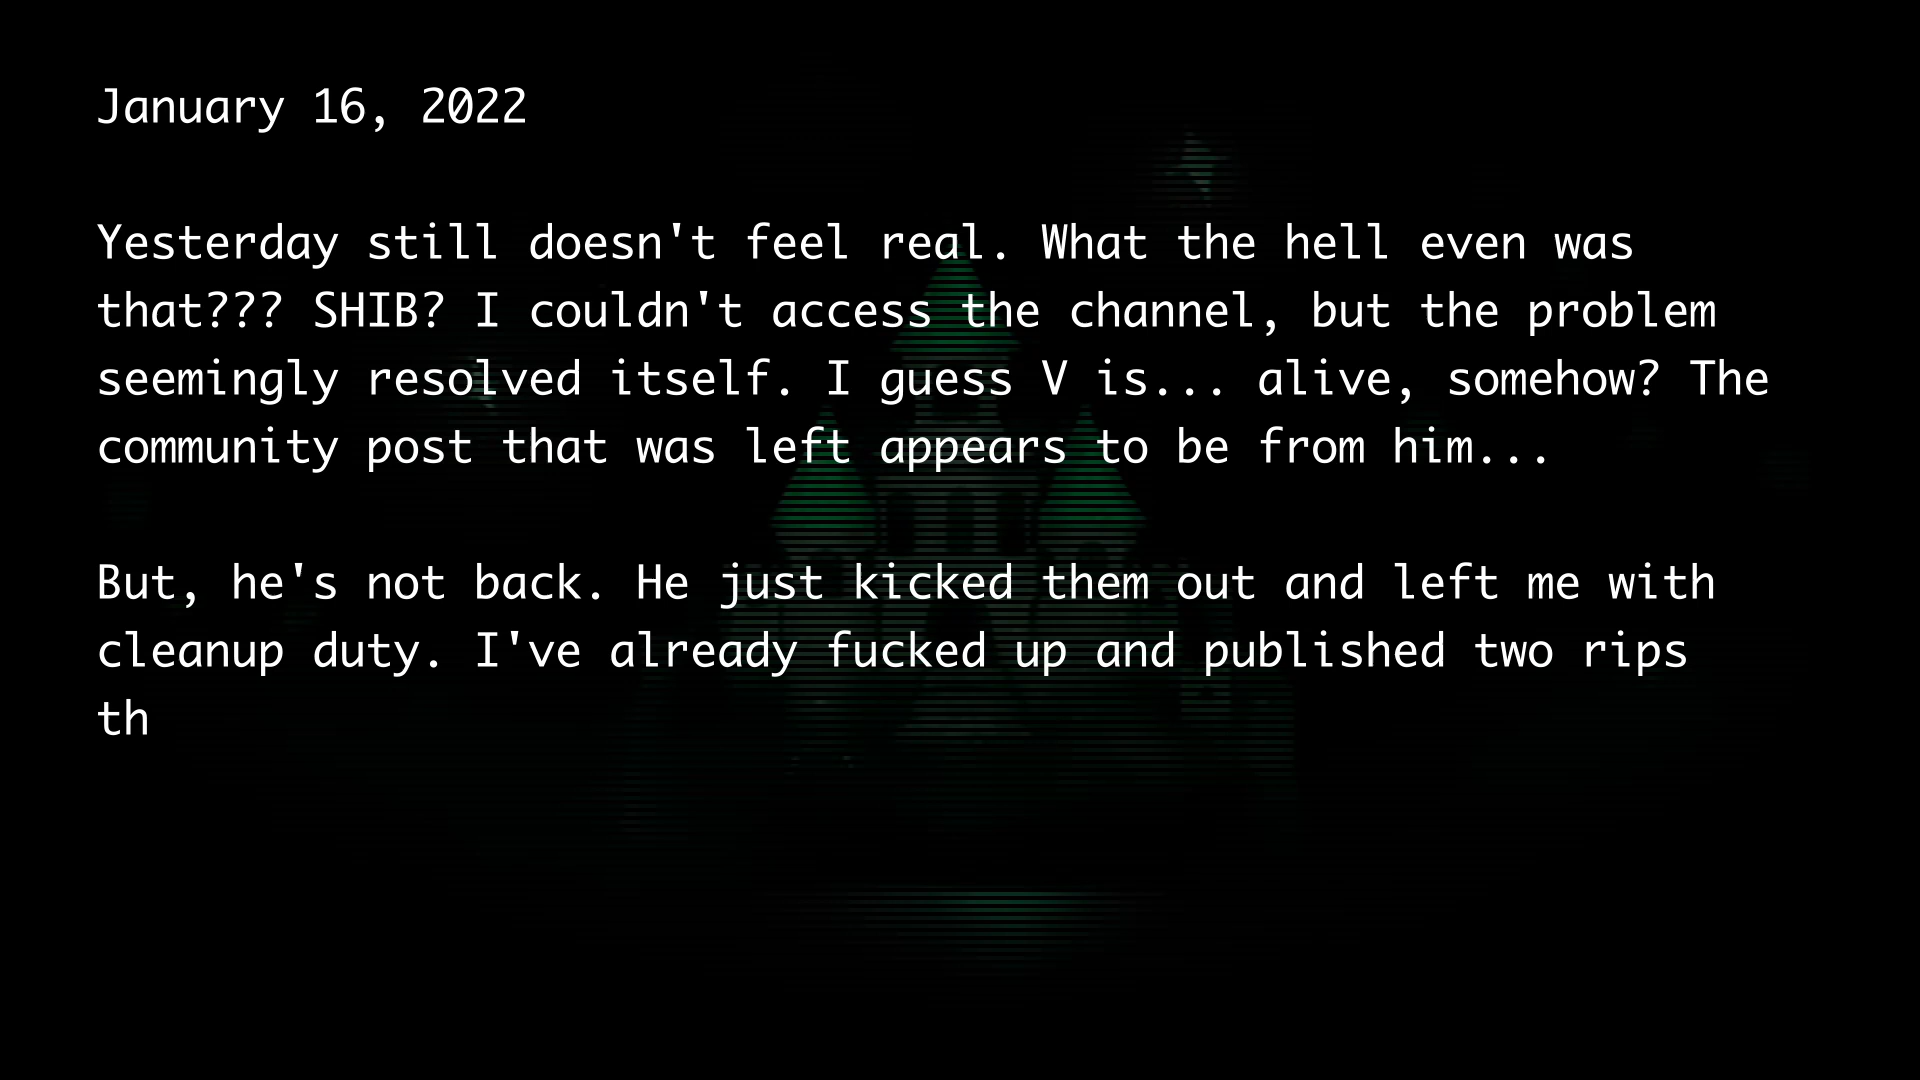 January 16, 2022
Yesterday still doesn't feel real. What the hell even was
that??? SHIB? I couldn't access the channel, but the problem
seemingly resolved itself. I guess V is... alive, somehow? The
community post that was left appears to be from him...
But, he's not back. He just kicked them out and left me with
cleanup duty. I've already fucked up and published two rips
th